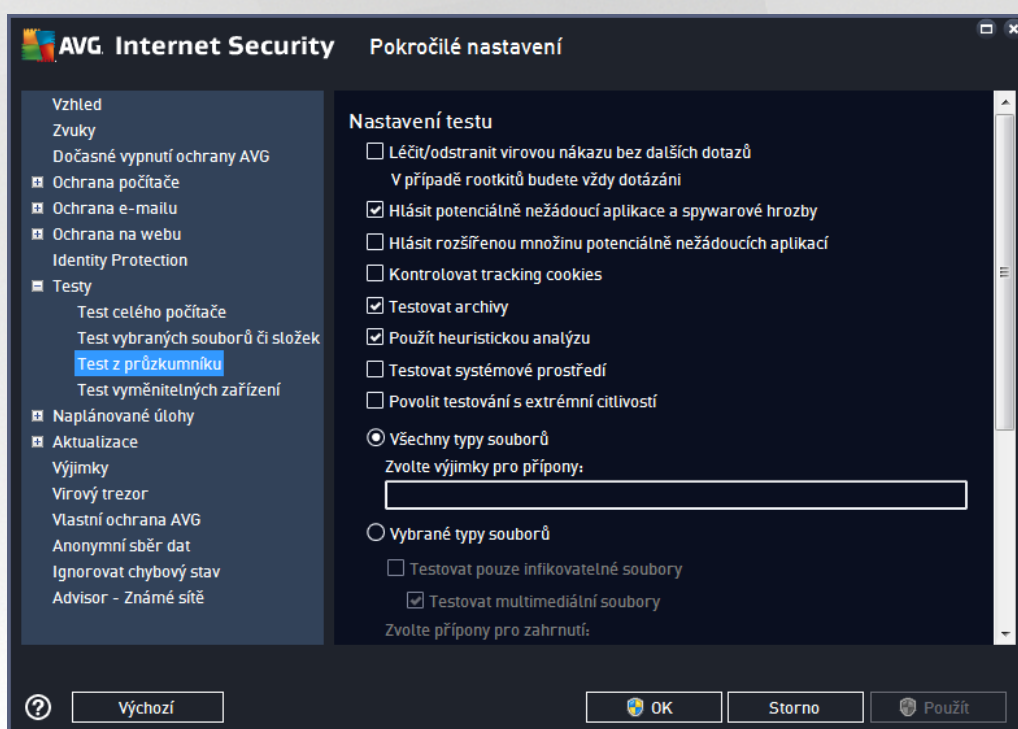 AVG. Internet Security Pokročilé nastavení
Vzhled
Zvuky
Dočasné vypnutí ochrany AVG
Ochrana počítače
Ochrana e-mailu
Ochrana na webu
Identity Protection
Testy
Test celého počítače
Test vybraných souborů či složek
Test z průzkumníku
Test vyměnitelných zařízení
Naplánované úlohy
Aktualizace
Výjimky
Virový trezor
Vlastní ochrana AVG
Anonymní sběr dat
Ignorovat chybový stav
Advisor - Známé sítě
Nastavení testu
Léčit/odstranit virovou nákazu bez dalších dotazů
V případě rootkitů budete vždy dotázáni
Hlásit potenciálně nežádoucí aplikace a spywarové hrozby
Hlásit rozšířenou množinu potenciálně nežádoucích aplikací
Kontrolovat tracking cookies
Testovat archivy
Použít heuristickou analýzu
Testovat systémové prostředí
Povolit testování s extrémní citlivostí
Všechny typy souborů
Zvolte výjimky pro přípony:
Vybrané typy souborů
Testovat pouze infikovatelné soubory
Testovat multimediální soubory
Zvolte přípony pro zahrnutí:
Výchozí
OK
Storno
Použít